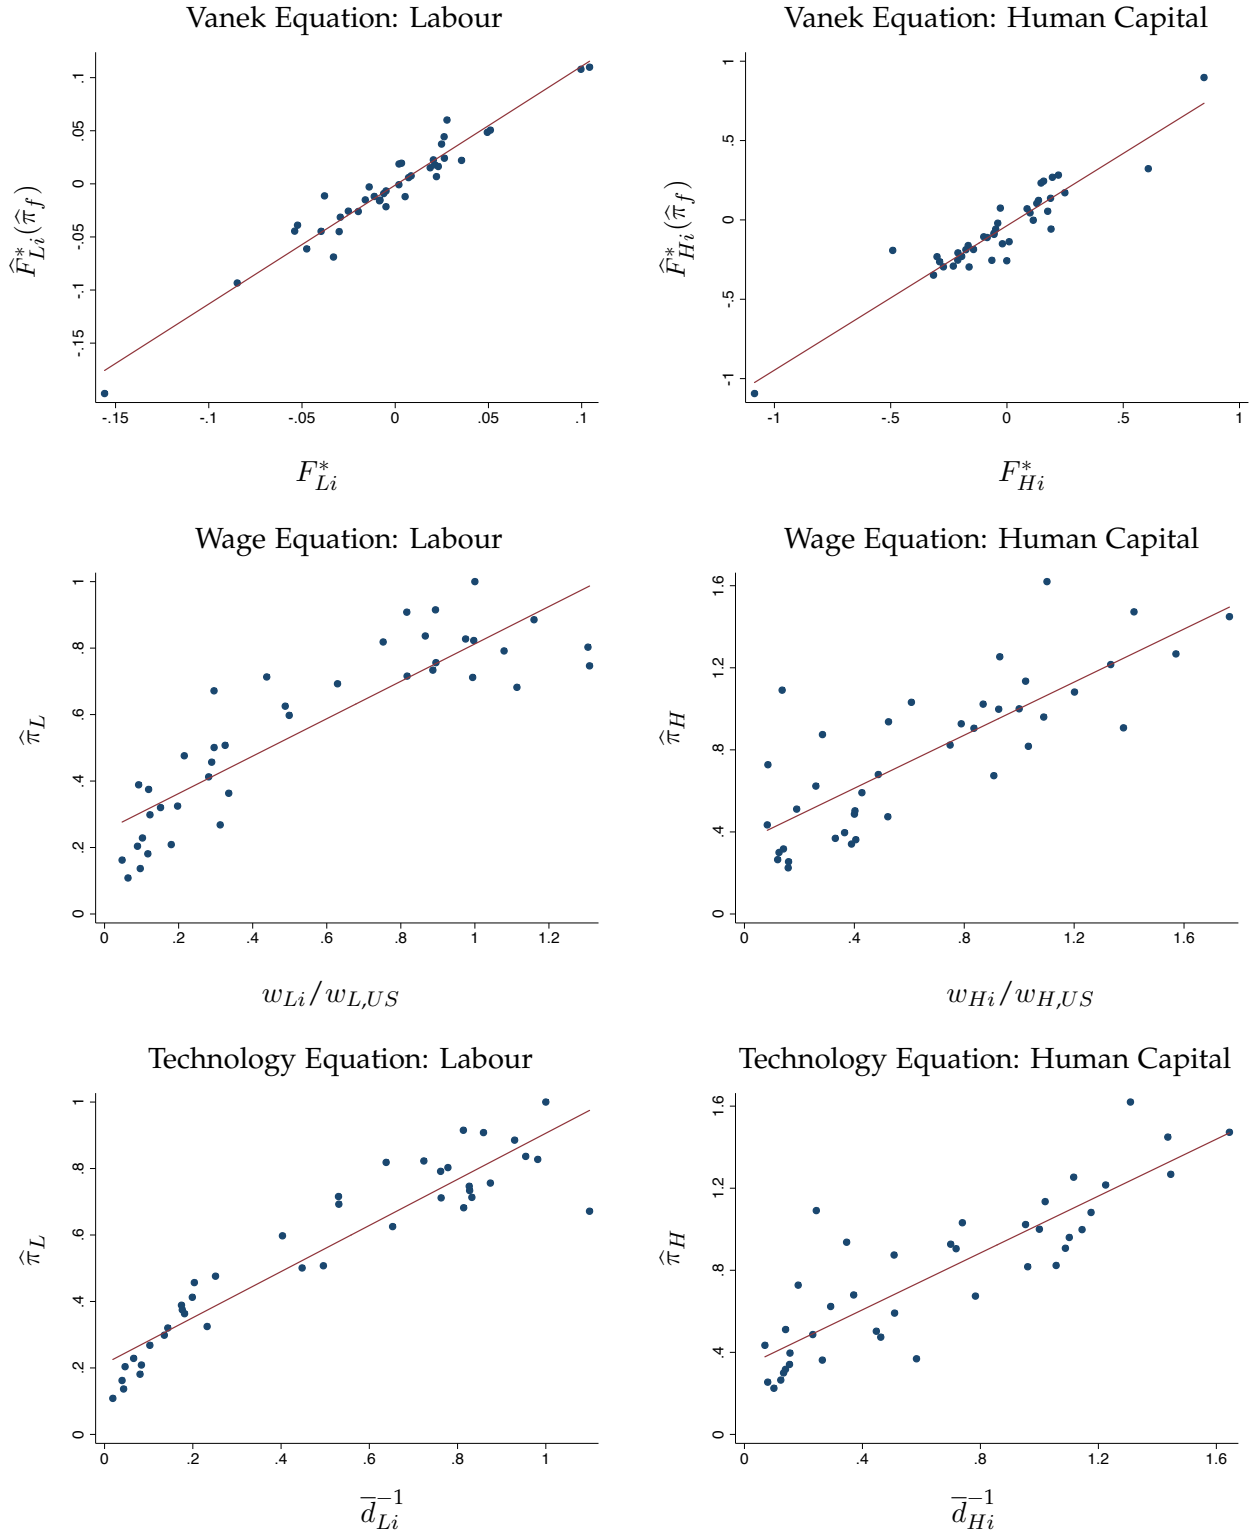 Vanek Equation: Labour
F̂*Li(π̂f)
.1
.05
0
-.05
-.1
-.15
-.15 -.1 -.05 0 .05 .1
F*Li
Vanek Equation: Human Capital
F̂*Hi(π̂f)
1
.5
0
-.5
-1
-1 -.5 0 .5 1
F*Hi
Wage Equation: Labour
π̂L
1
.8
.6
.4
.2
0
0 .2 .4 .6 .8 1 1.2
wLi/wL,US
Wage Equation: Human Capital
π̂H
1.6
1.2
.8
.4
0
0 .4 .8 1.2 1.6
wHi/wH,US
Technology Equation: Labour
π̂L
1
.8
.6
.4
.2
0
0 .2 .4 .6 .8 1
d̅Li⁻¹
Technology Equation: Human Capital
π̂H
1.6
1.2
.8
.4
0
0 .4 .8 1.2 1.6
d̅Hi⁻¹